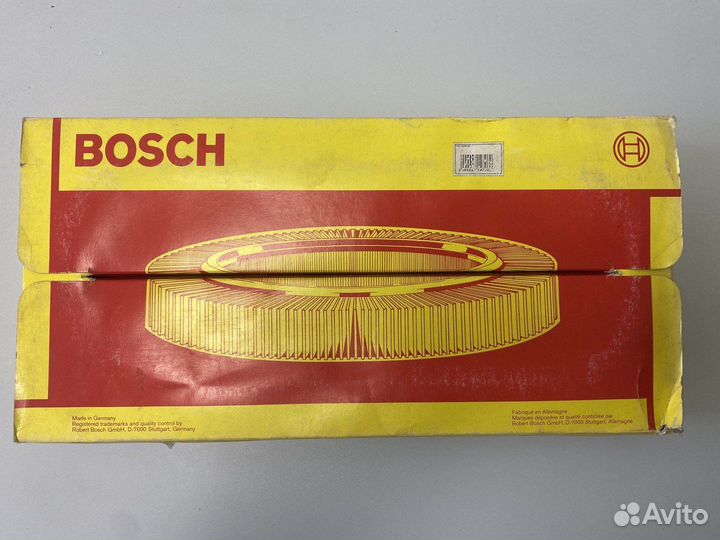 BOSCH
Made in Germany
Registered trademarks and quality control by
Robert Bosch GmbH, D-7000 Stuttgart, Germany
Fabriqué en Allemagne
Marques déposées et qualité contrôlée par
Robert Bosch GmbH, D-7000 Stuttgart, Allemagne
Avito